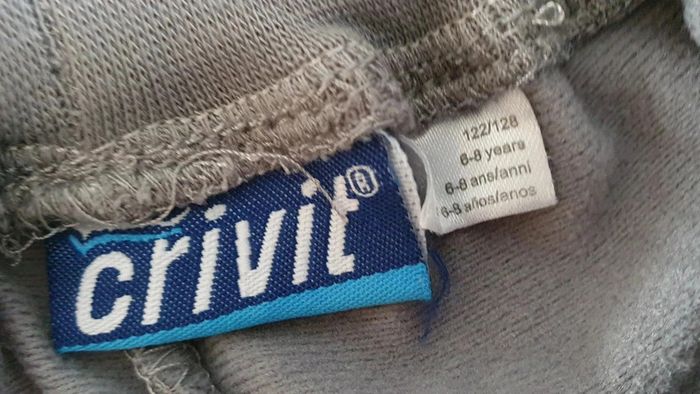 crivit®
122/128
6-8 years
6-8 ans/anni
6-8 años/anos